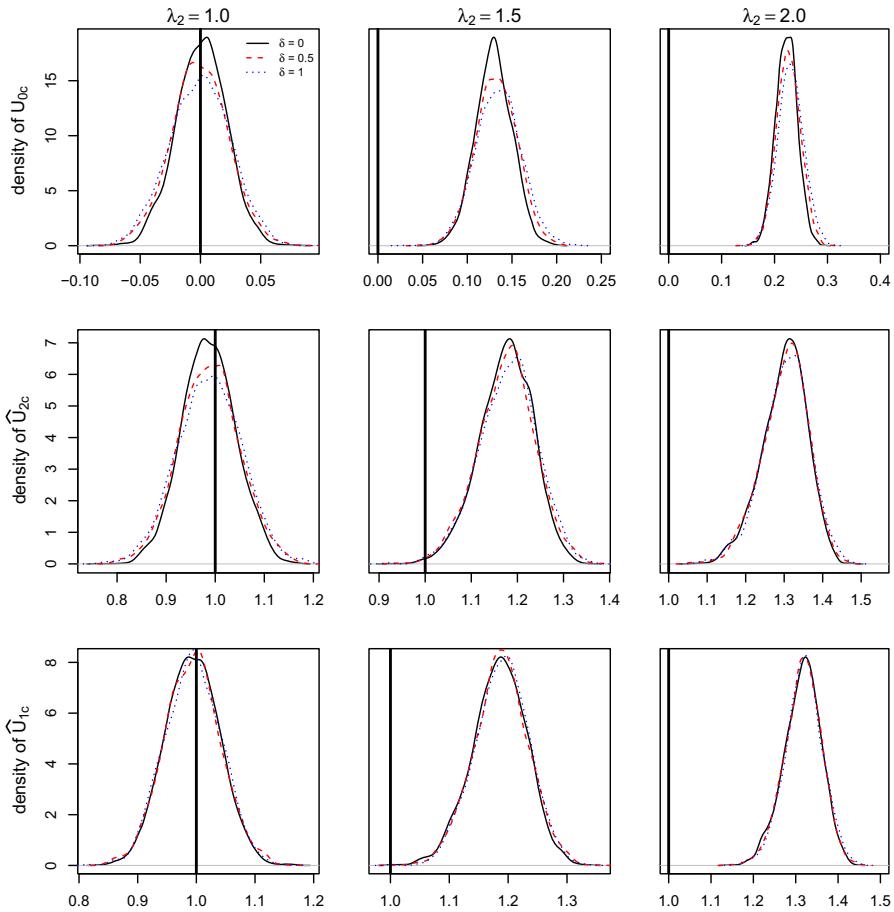 λ₂ = 1.0
λ₂ = 1.5
λ₂ = 2.0
density of U₀c
0 5 10 15
δ = 0
δ = 0.5
δ = 1
−0.10 −0.05 0.00 0.05
0.00 0.05 0.10 0.15 0.20 0.25
0.0 0.1 0.2 0.3 0.4
density of Û₂c
0 1 2 3 4 5 6 7
0.8 0.9 1.0 1.1 1.2
0.9 1.0 1.1 1.2 1.3 1.4
1.0 1.1 1.2 1.3 1.4 1.5
density of Û₁c
0 2 4 6 8
0.8 0.9 1.0 1.1 1.2
1.0 1.1 1.2 1.3
1.0 1.1 1.2 1.3 1.4 1.5